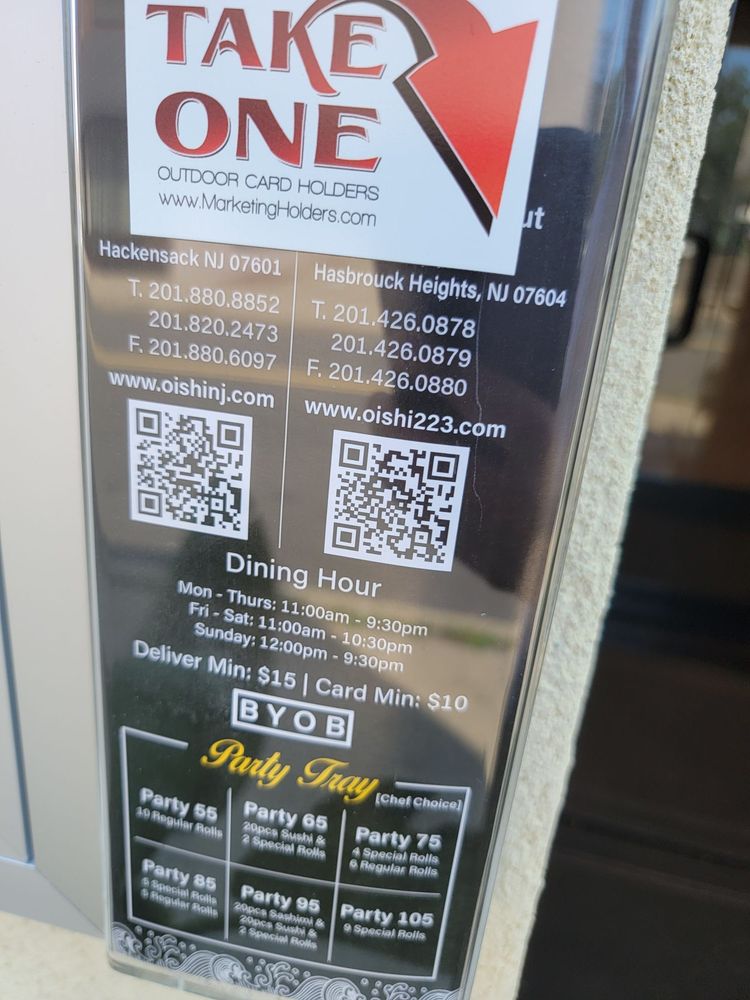 TAKE
ONE
OUTDOOR CARD HOLDERS
www.MarketingHolders.com
ut
Hackensack NJ 07601
T. 201.880.8852
201.820.2473
F. 201.880.6097
www.oishinj.com
Hasbrouck Heights, NJ 07604
T. 201.426.0878
201.426.0879
F. 201.426.0880
www.oishi223.com
Dining Hour
Mon - Thurs: 11:00am - 9:30pm
Fri - Sat: 11:00am - 10:30pm
Sunday: 12:00pm - 9:30pm
Deliver Min: $15 | Card Min: $10
BYOB
Party Tray
[Chef Choice]
Party 55
10 Regular Rolls
Party 65
20pcs Sushi &
2 Special Rolls
Party 75
4 Special Rolls
6 Regular Rolls
Party 85
5 Special Rolls
5 Regular Rolls
Party 95
20pcs Sashimi &
20pcs Sushi &
2 Special Rolls
Party 105
9 Special Rolls